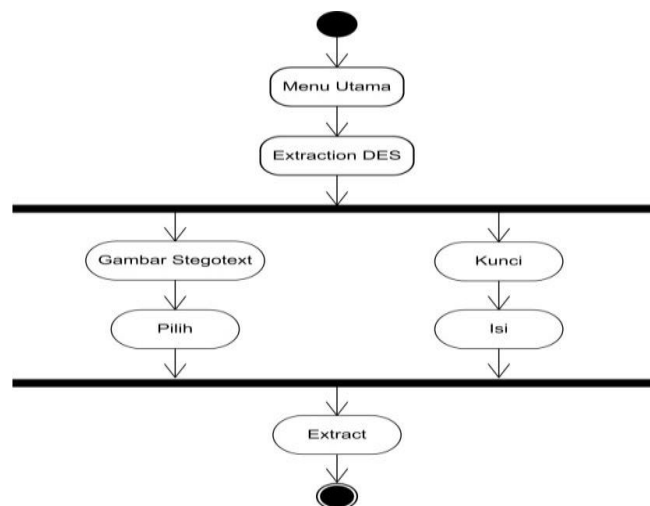 Menu Utama
Extraction DES
Gambar Stegotext
Kunci
Pilih
Isi
Extract